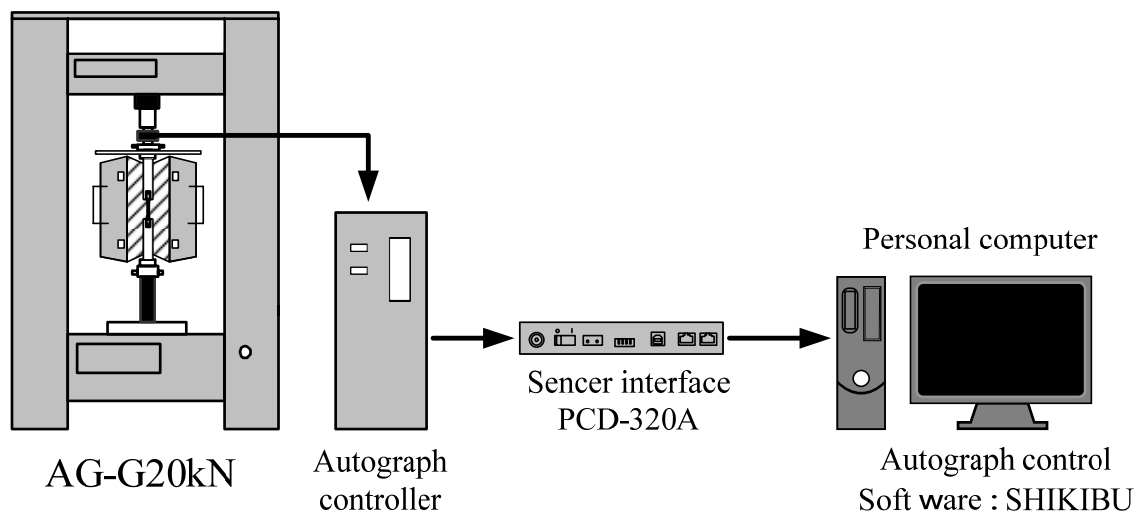 Personal computer
Sencer interface
PCD-320A
AG-G20kN
Autograph
controller
Autograph control
Soft ware : SHIKIBU